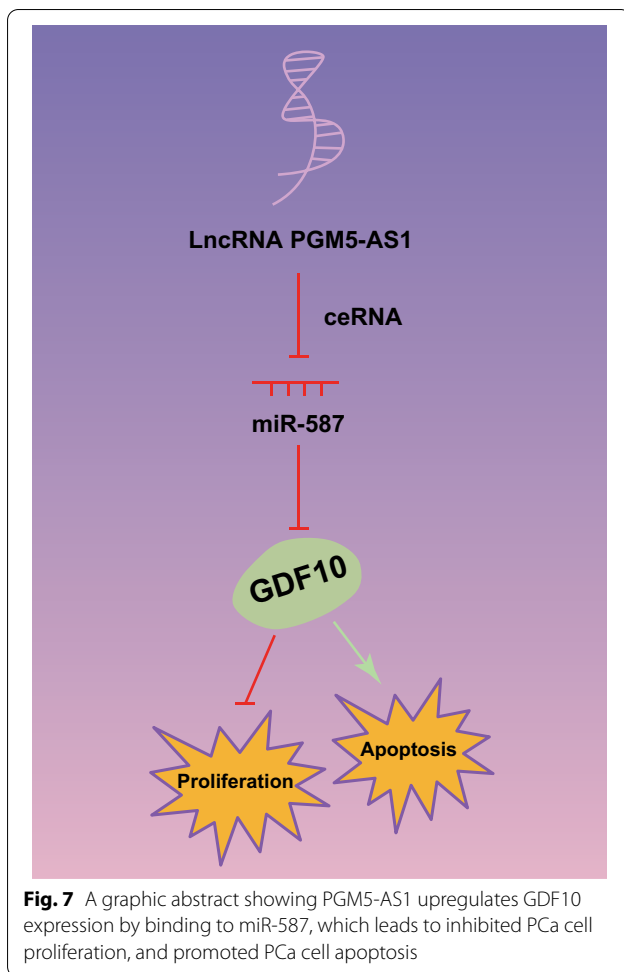 LncRNA PGM5-AS1
ceRNA
miR-587
GDF10
Apoptosis
Proliferation
Fig. 7 A graphic abstract showing PGM5-AS1 upregulates GDF10
expression by binding to miR-587, which leads to inhibited PCa cell
proliferation, and promoted PCa cell apoptosis